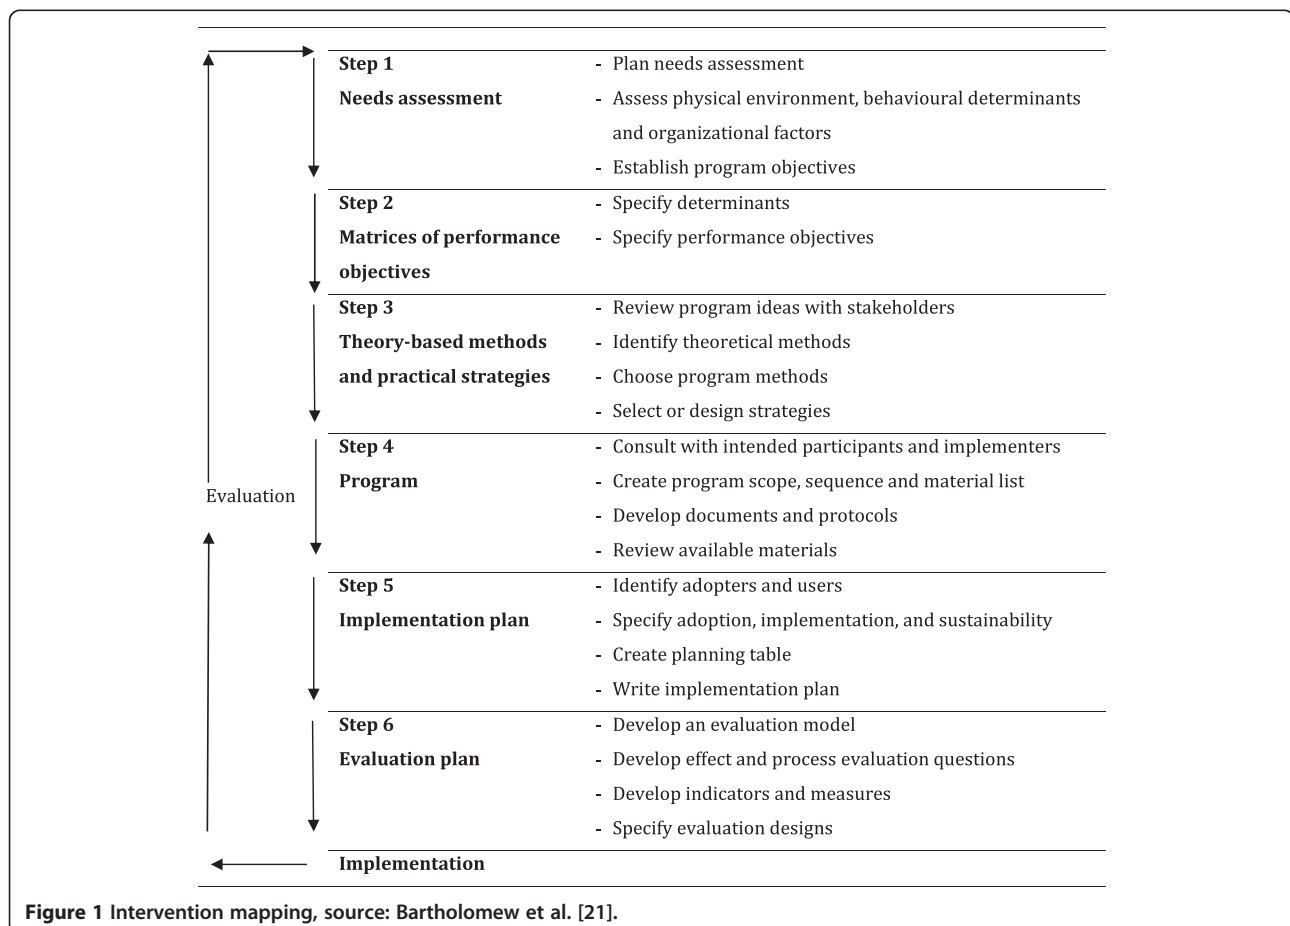 Step 1 - Plan needs assessment
Needs assessment - Assess physical environment, behavioural determinants
and organizational factors
- Establish program objectives
Step 2 - Specify determinants
Matrices of performance - Specify performance objectives
objectives
Step 3 - Review program ideas with stakeholders
Theory-based methods - Identify theoretical methods
and practical strategies - Choose program methods
- Select or design strategies
Step 4 - Consult with intended participants and implementers
Program - Create program scope, sequence and material list
Evaluation
- Develop documents and protocols
- Review available materials
Step 5 - Identify adopters and users
Implementation plan - Specify adoption, implementation, and sustainability
- Create planning table
- Write implementation plan
Step 6 - Develop an evaluation model
Evaluation plan - Develop effect and process evaluation questions
- Develop indicators and measures
- Specify evaluation designs
Implementation
Figure 1 Intervention mapping, source: Bartholomew et al. [21].